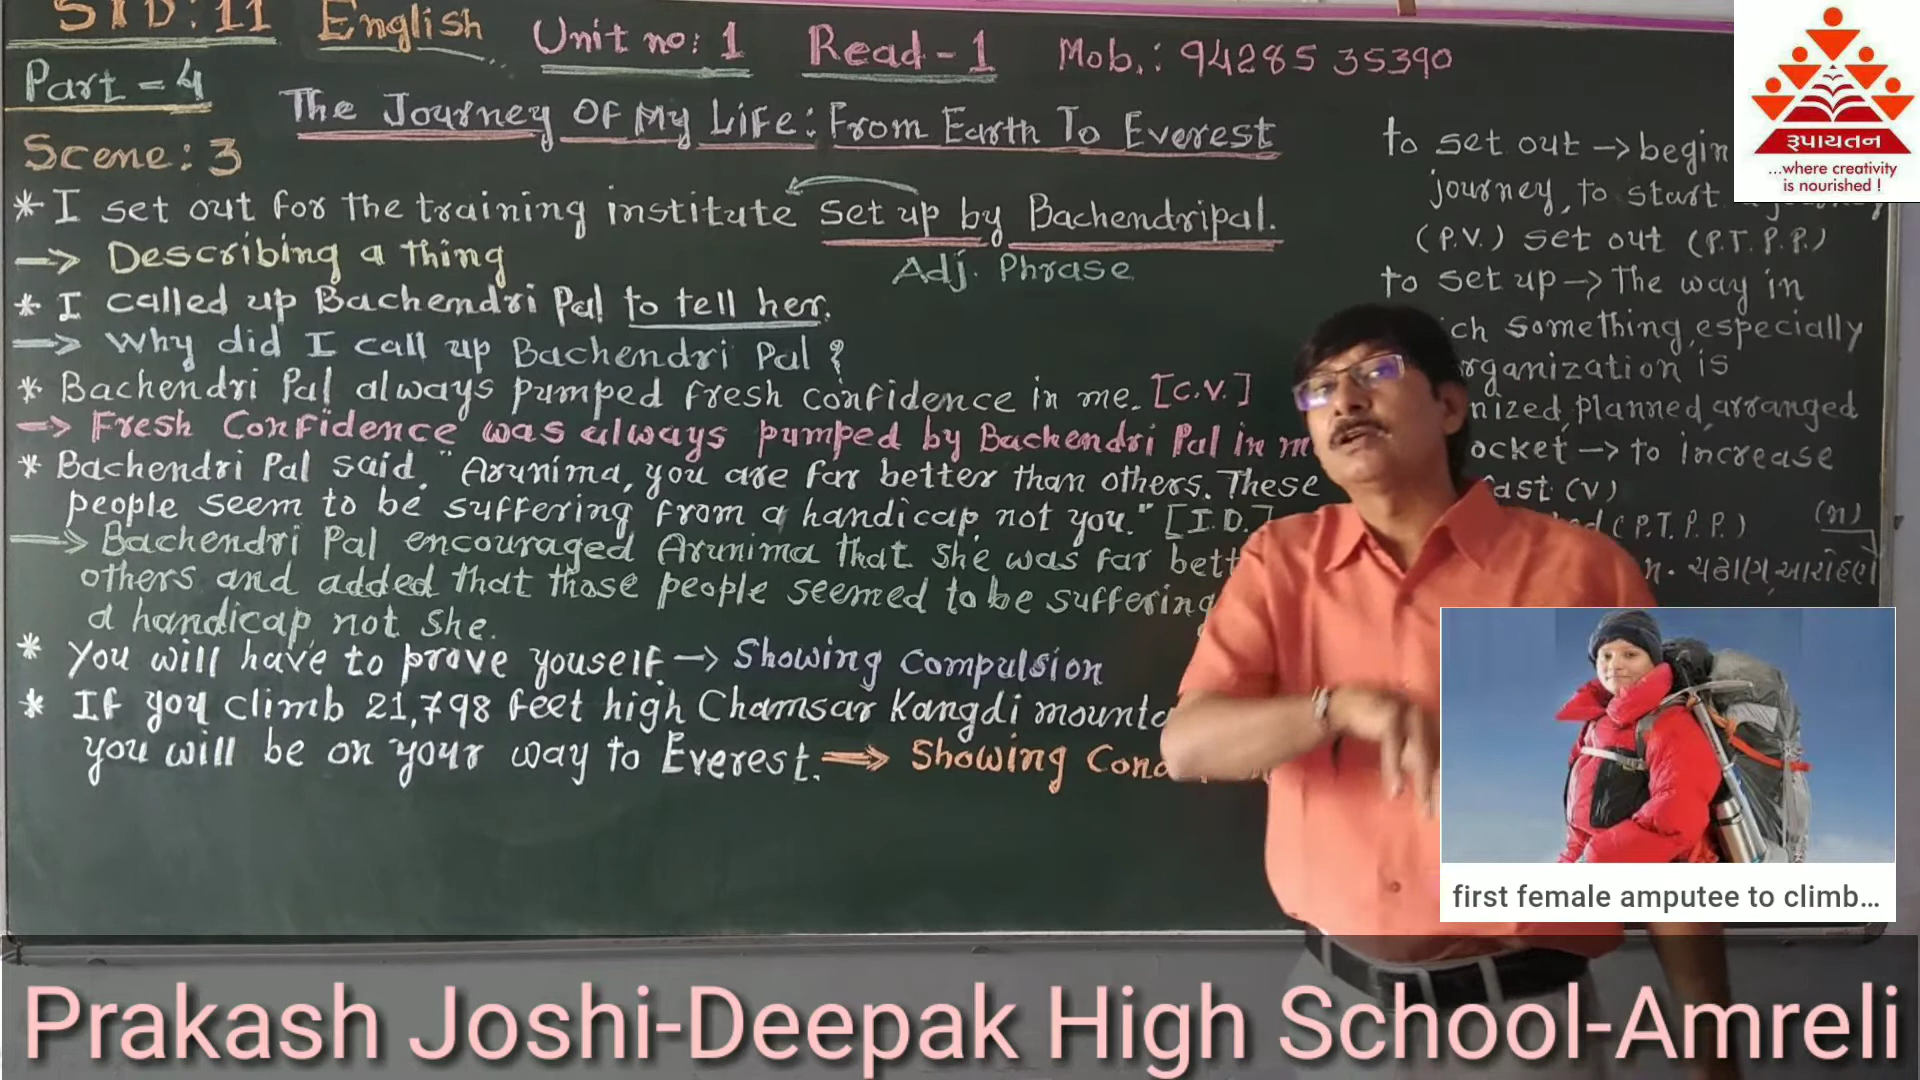 STD: 11 English Unit no: 1 Read - 1 Mob.: 94285 35390
Part - 4
The Journey Of My Life: From Earth To Everest
Scene: 3
* I set out for the training institute set up by Bachendripal.
Adj. Phrase
→ Describing a thing
* I called up Bachendri Pal to tell her.
→ Why did I call up Bachendri Pal ?
* Bachendri Pal always pumped fresh confidence in me. [C.V.]
→ Fresh Confidence was always pumped by Bachendri Pal in m
* Bachendri Pal said, "Arunima, you are far better than others. These
people seem to be suffering from a handicap, not you." [I.D.]
→ Bachendri Pal encouraged Arunima that she was far bett
others and added that those people seemed to be suffering
a handicap, not she.
* You will have to prove youself. → Showing Compulsion
* If you climb 21,798 feet high Chamsar Kangdi mounta
you will be on your way to Everest. ⇒ Showing Cond
to set out → begin
journey, to start a journey
(P.V.) set out (P.T. P.P.)
to set up → The way in
ich something, especially
rganization is
nized, planned, arranged
ocket → to increase
fast (V)
ed (P.T. P.P.) (n)
n. ચઢાણ, આરોહણ
રૂપાયતન
...where creativity
is nourished !
first female amputee to climb...
Prakash Joshi-Deepak High School-Amreli